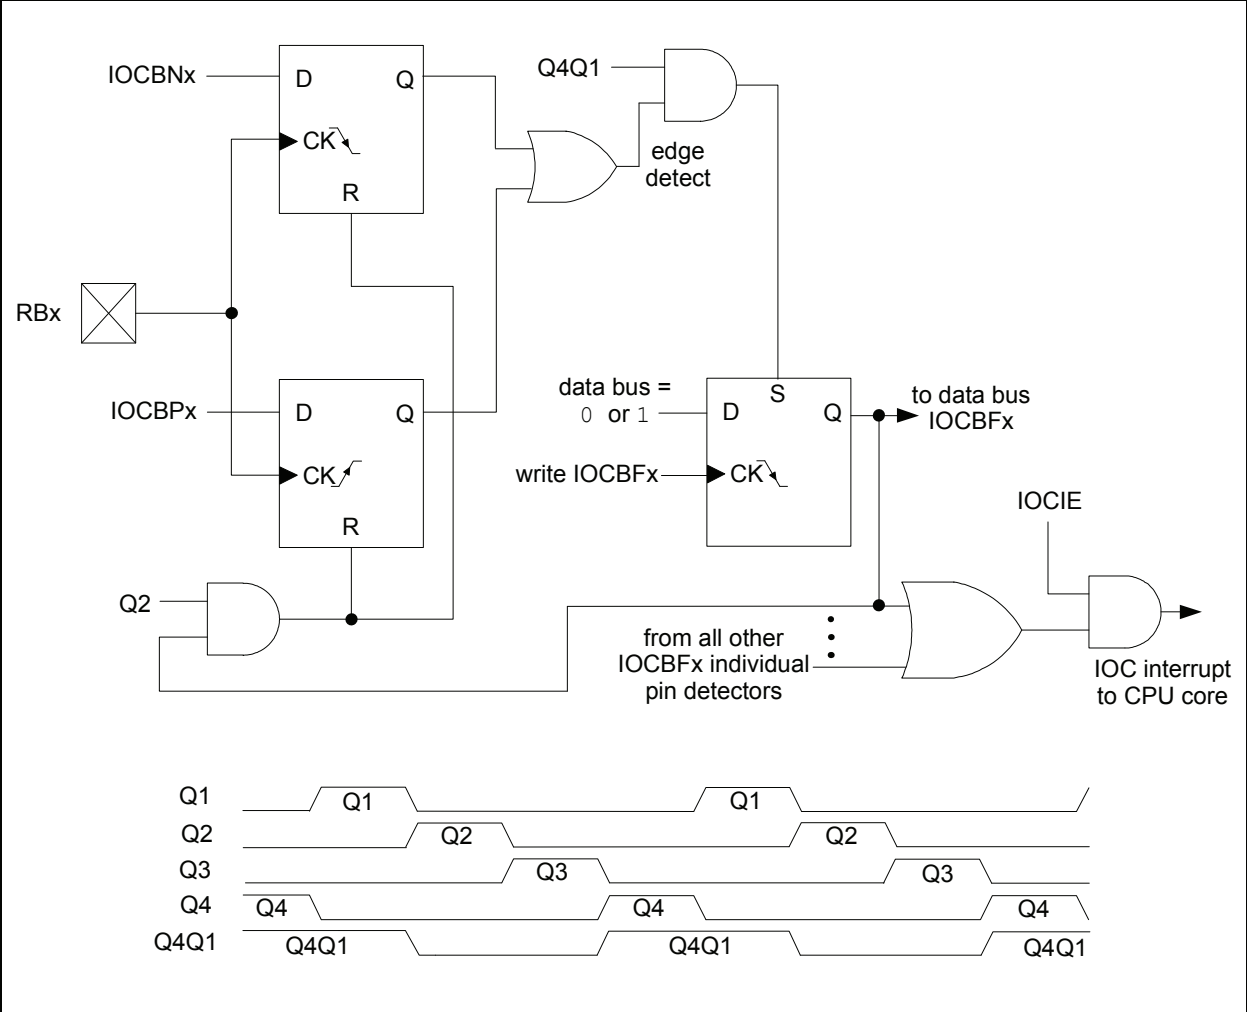 IOCBNx
D
Q
CK
R
Q4Q1
edge
detect
RBx
IOCBPx
D
Q
CK
R
data bus =
0 or 1
S
D
Q
write IOCBFx
CK
to data bus
IOCBFx
IOCIE
Q2
from all other
IOCBFx individual
pin detectors
IOC interrupt
to CPU core
Q1
Q1
Q1
Q2
Q2
Q2
Q3
Q3
Q3
Q4
Q4
Q4
Q4
Q4Q1
Q4Q1
Q4Q1
Q4Q1